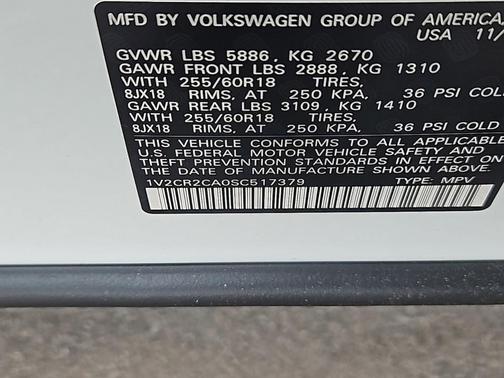 MFD BY VOLKSWAGEN GROUP OF AMERICA,
USA 11/
GVWR LBS 5886, KG 2670
GAWR FRONT LBS 2888, KG 1310
WITH 255/60R18 TIRES,
8JX18 RIMS, AT 250 KPA, 36 PSI COLD
GAWR REAR LBS 3109, KG 1410
WITH 255/60R18 TIRES,
8JX18 RIMS, AT 250 KPA, 36 PSI COLD
THIS VEHICLE CONFORMS TO ALL APPLICABLE
U.S. FEDERAL MOTOR VEHICLE SAFETY AND
THEFT PREVENTION STANDARDS IN EFFECT ON
THE DATE OF MANUFACTURE SHOWN ABOVE.
1V2CR2CA0SC517379 TYPE: MPV